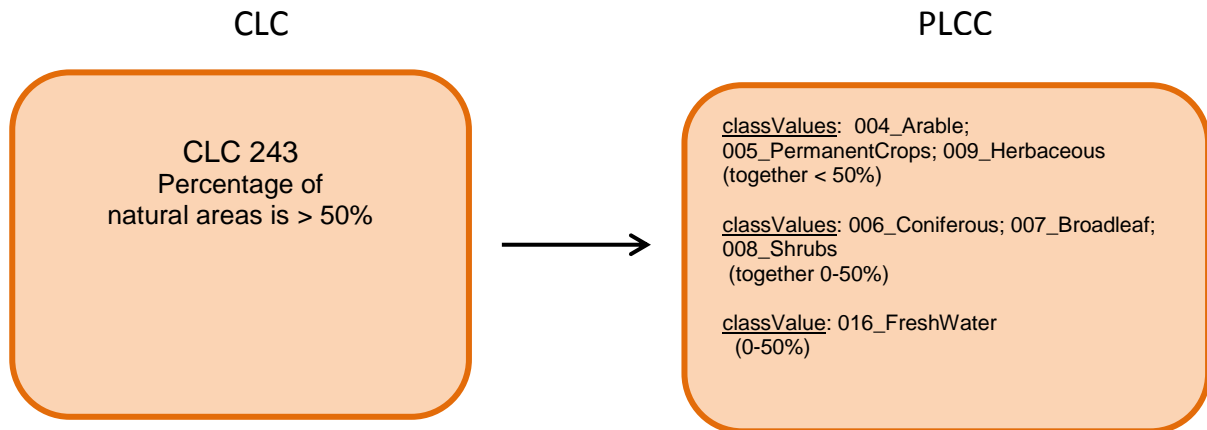 CLC
PLCC
CLC 243
Percentage of
natural areas is > 50%
classValues: 004_Arable;
005_PermanentCrops; 009_Herbaceous
(together < 50%)
classValues: 006_Coniferous; 007_Broadleaf;
008_Shrubs
(together 0-50%)
classValue: 016_FreshWater
(0-50%)